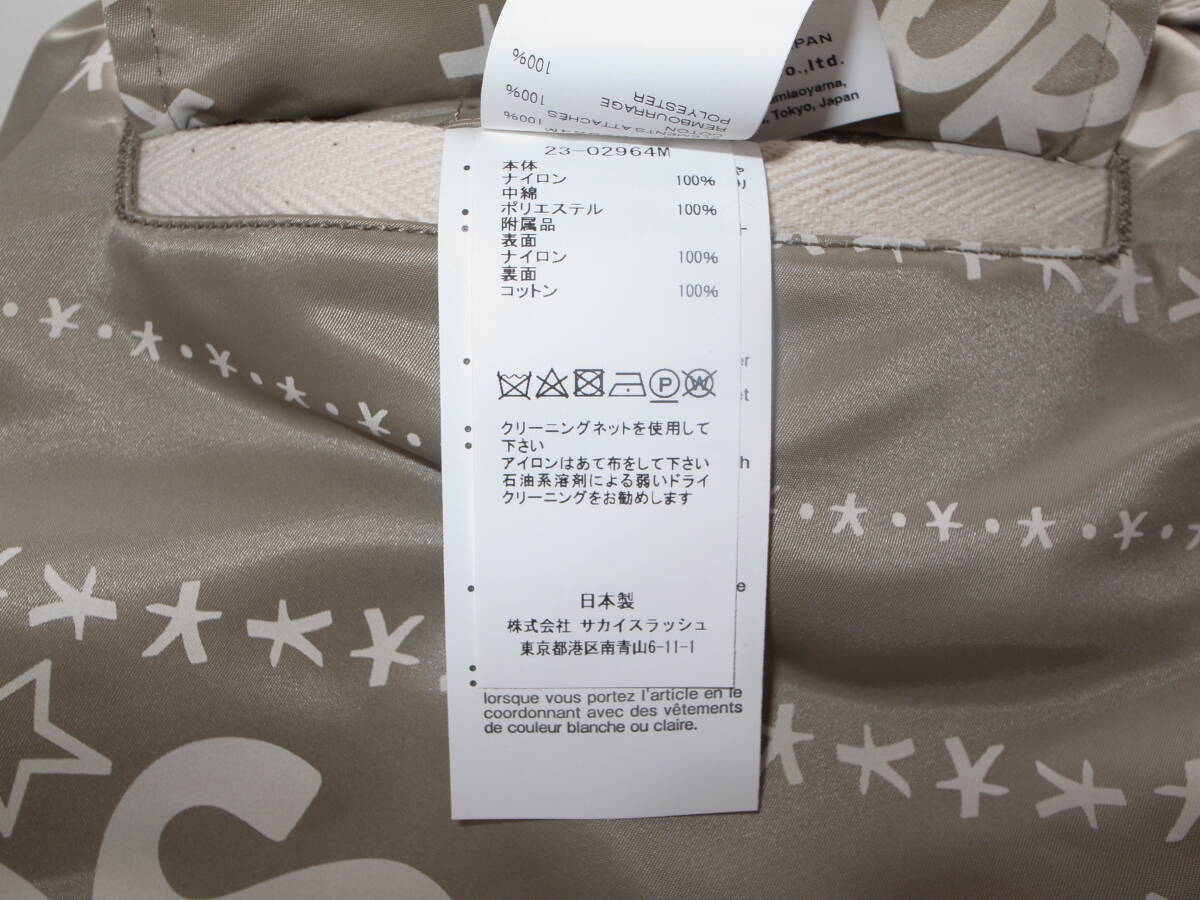 UR
100%
100%
100%
POLYESTER
REMBOURRAGE
COTON
PAN
o.,ltd.
miaoyama,
Tokyo, Japan
23-02964M
本体
ナイロン 100%
中綿
ポリエステル 100%
附属品
表面
ナイロン 100%
裏面
コットン 100%
P
W
クリーニングネットを使用して
下さい
アイロンはあて布をして下さい
石油系溶剤による弱いドライ
クリーニングをお勧めします
日本製
株式会社 サカイスラッシュ
東京都港区南青山6-11-1
lorsque vous portez l'article en le
coordonnant avec des vêtements
de couleur blanche ou claire.
S